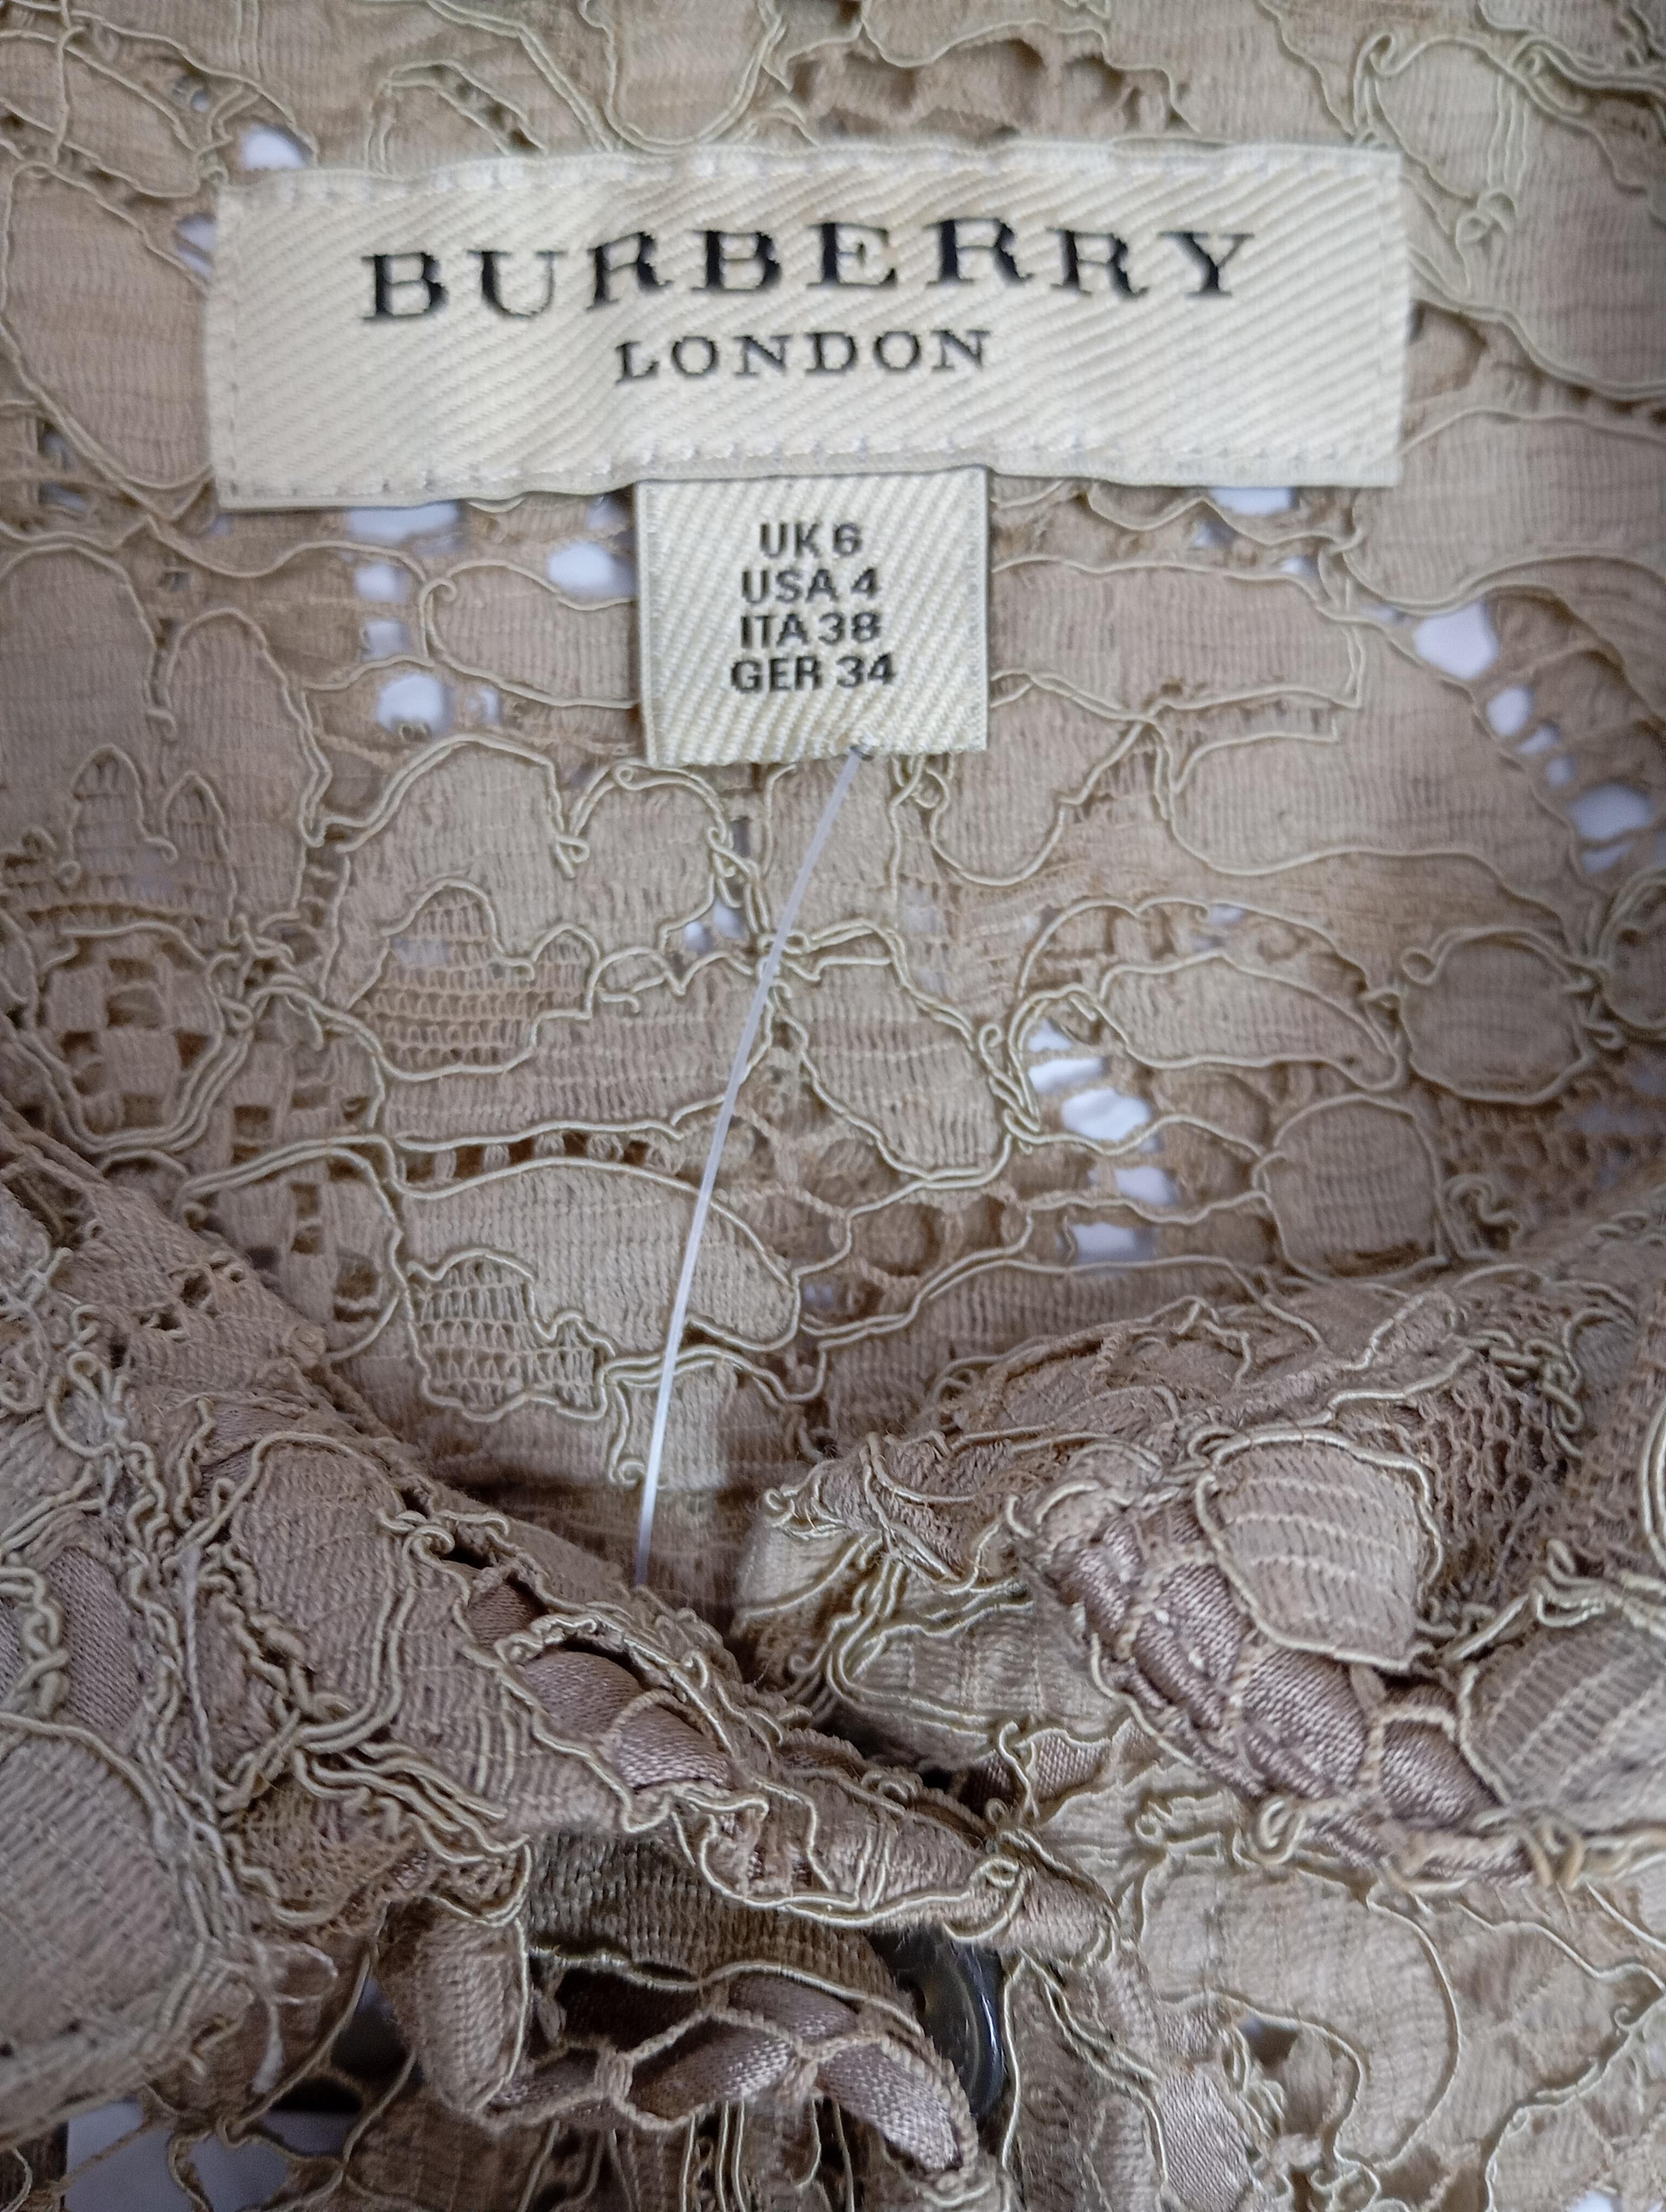 BURBERRY
LONDON
UK 6
USA 4
ITA 38
GER 34